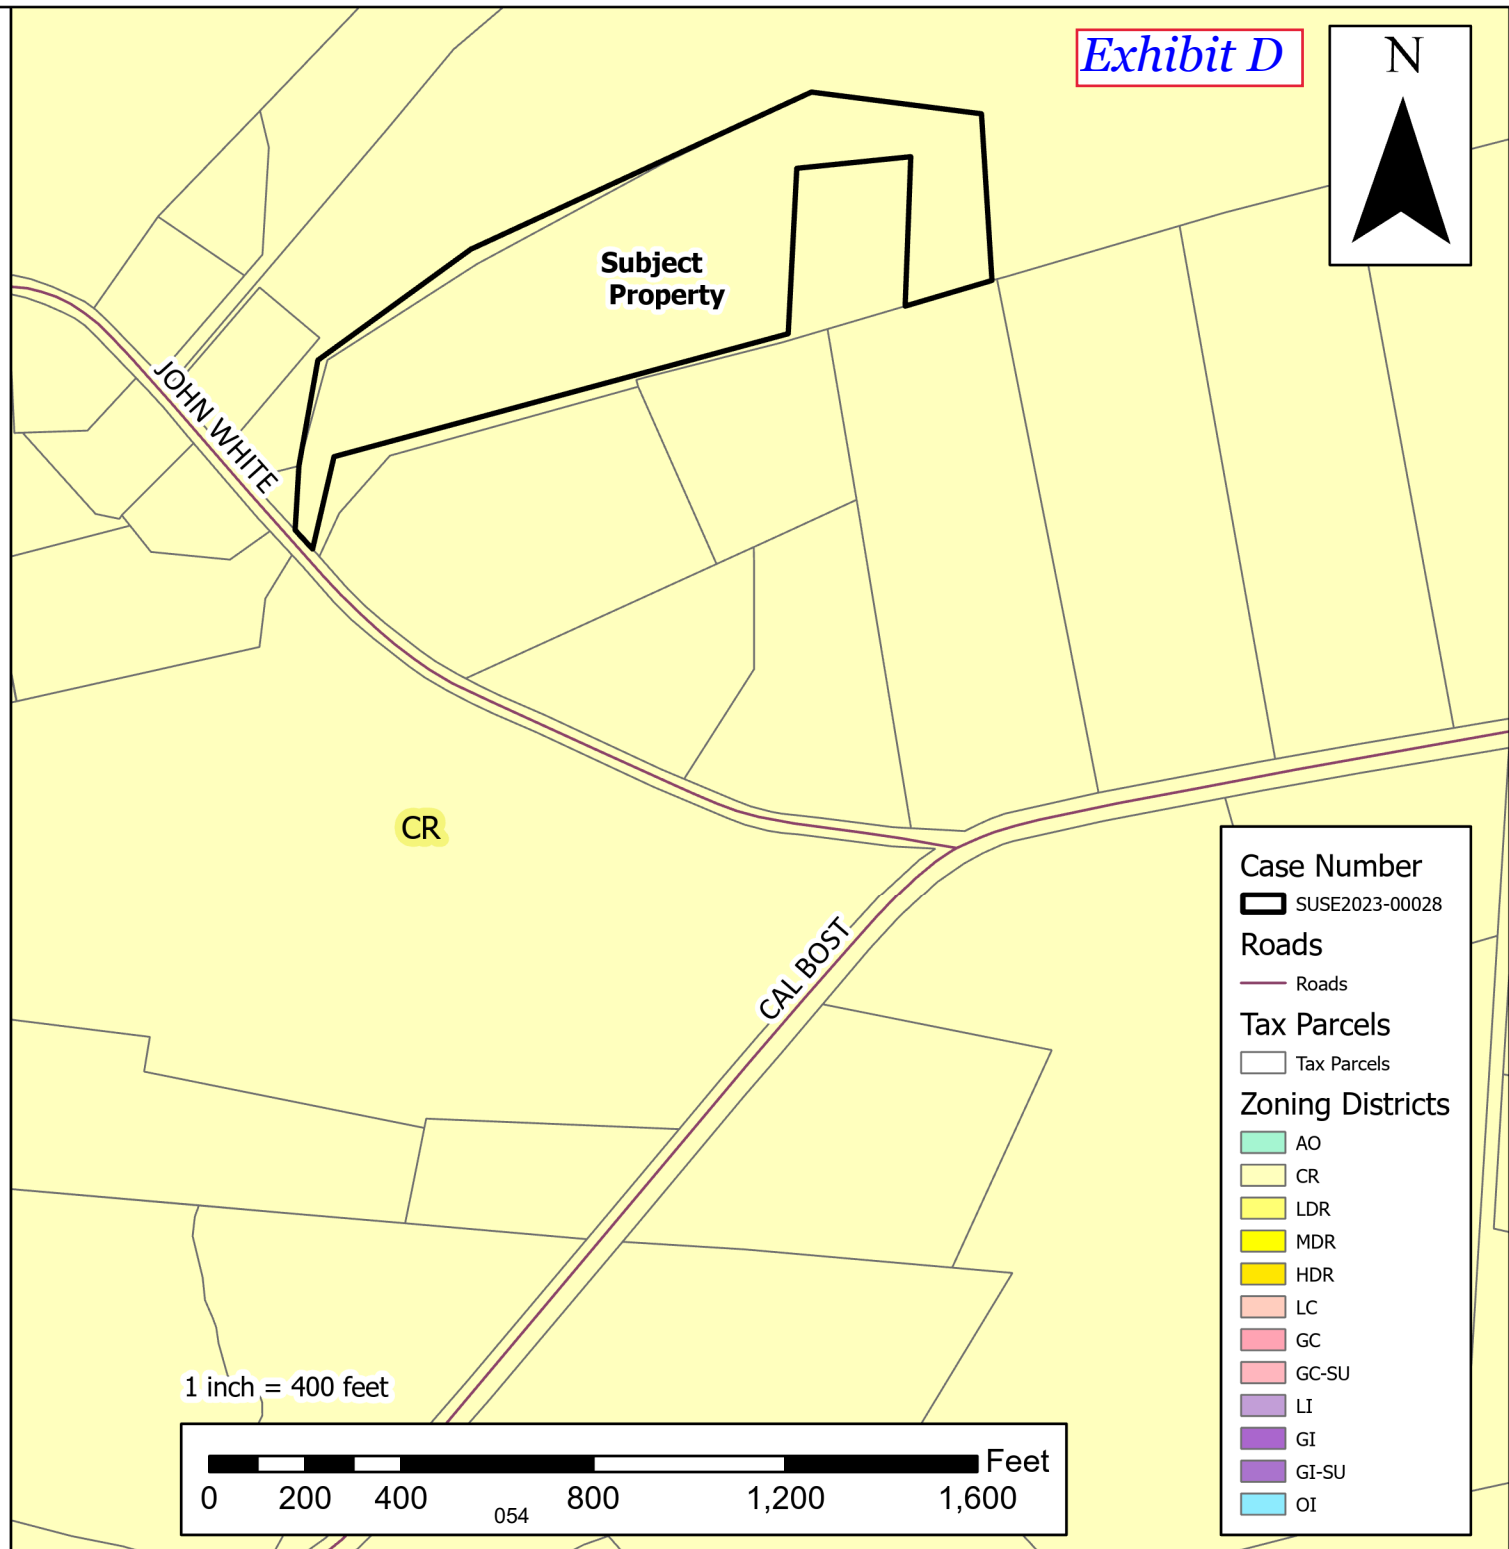 Exhibit D
N
Subject
Property
JOHN WHITE
CR
CAL BOST
Case Number
SUSE2023-00028
Roads
Roads
Tax Parcels
Tax Parcels
Zoning Districts
AO
CR
LDR
MDR
HDR
LC
GC
GC-SU
LI
GI
GI-SU
OI
1 inch = 400 feet
Feet
0 200 400 800 1,200 1,600
054